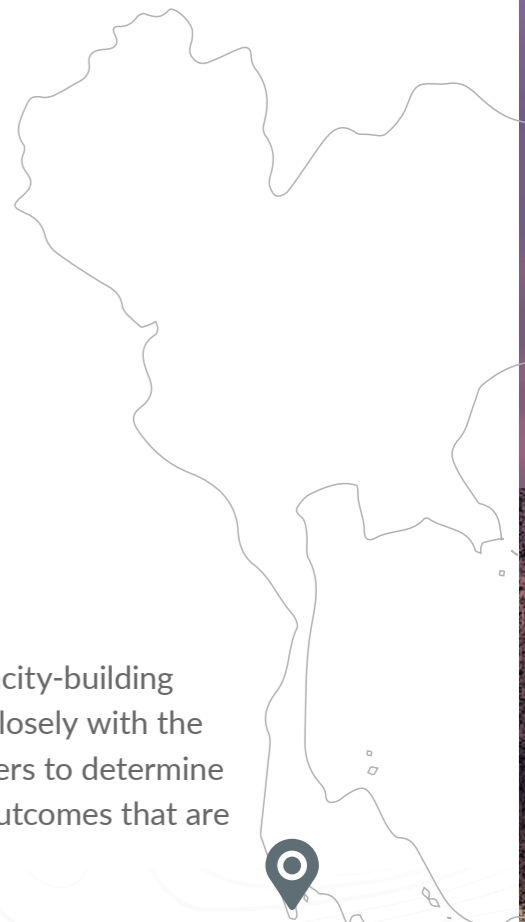 city-building
losely with the
ers to determine
utcomes that are